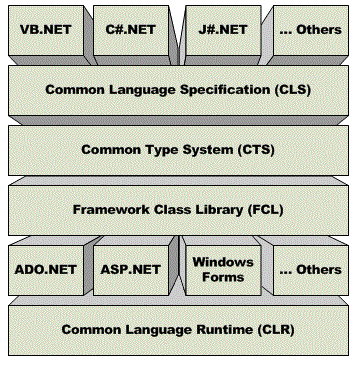 VB.NET C#.NET J#.NET ... Others
Common Language Specification (CLS)
Common Type System (CTS)
Framework Class Library (FCL)
ADO.NET ASP.NET Windows Forms ... Others
Common Language Runtime (CLR)